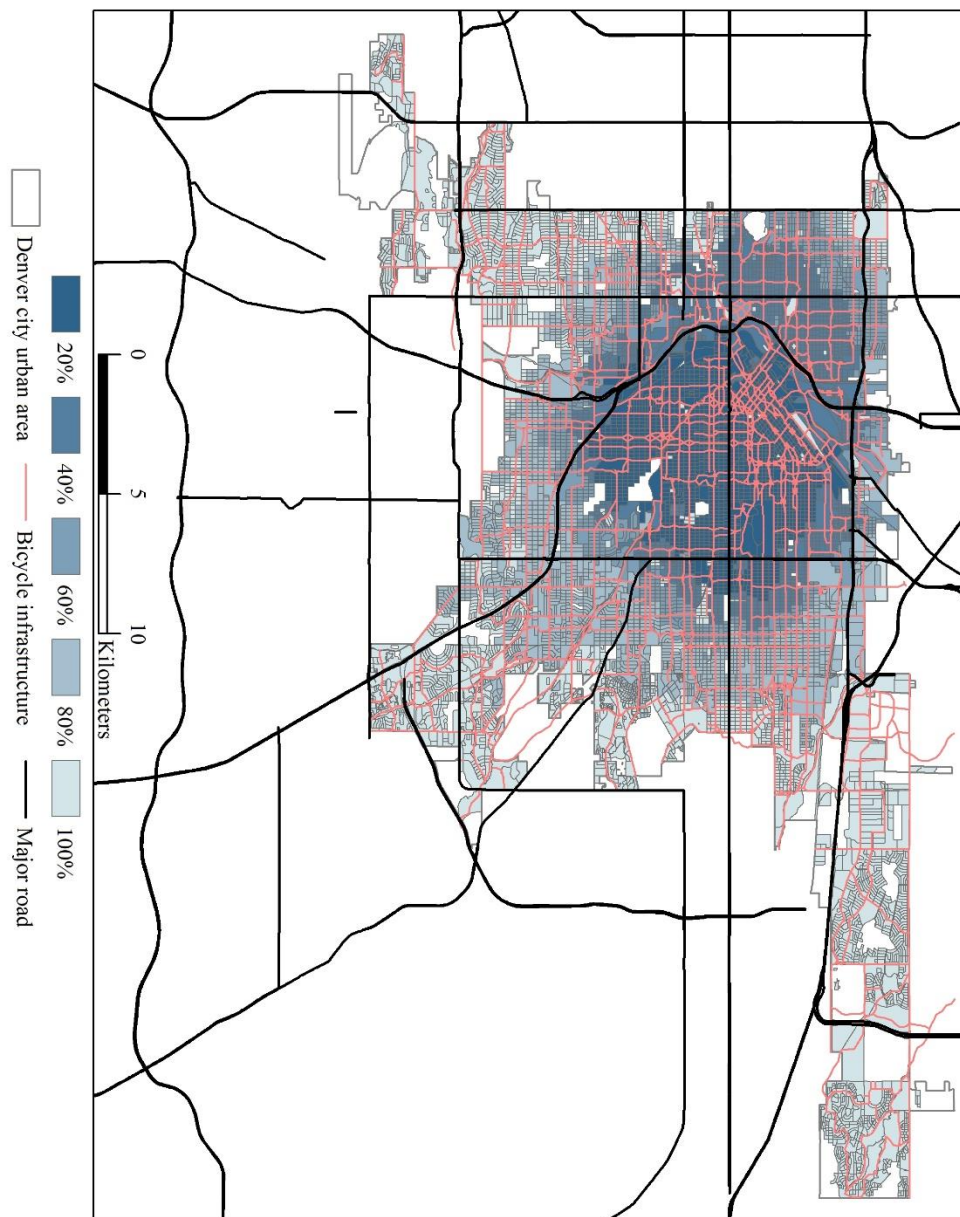 0 5 10
Kilometers
20% 40% 60% 80% 100%
Denver city urban area Bicycle infrastructure Major road